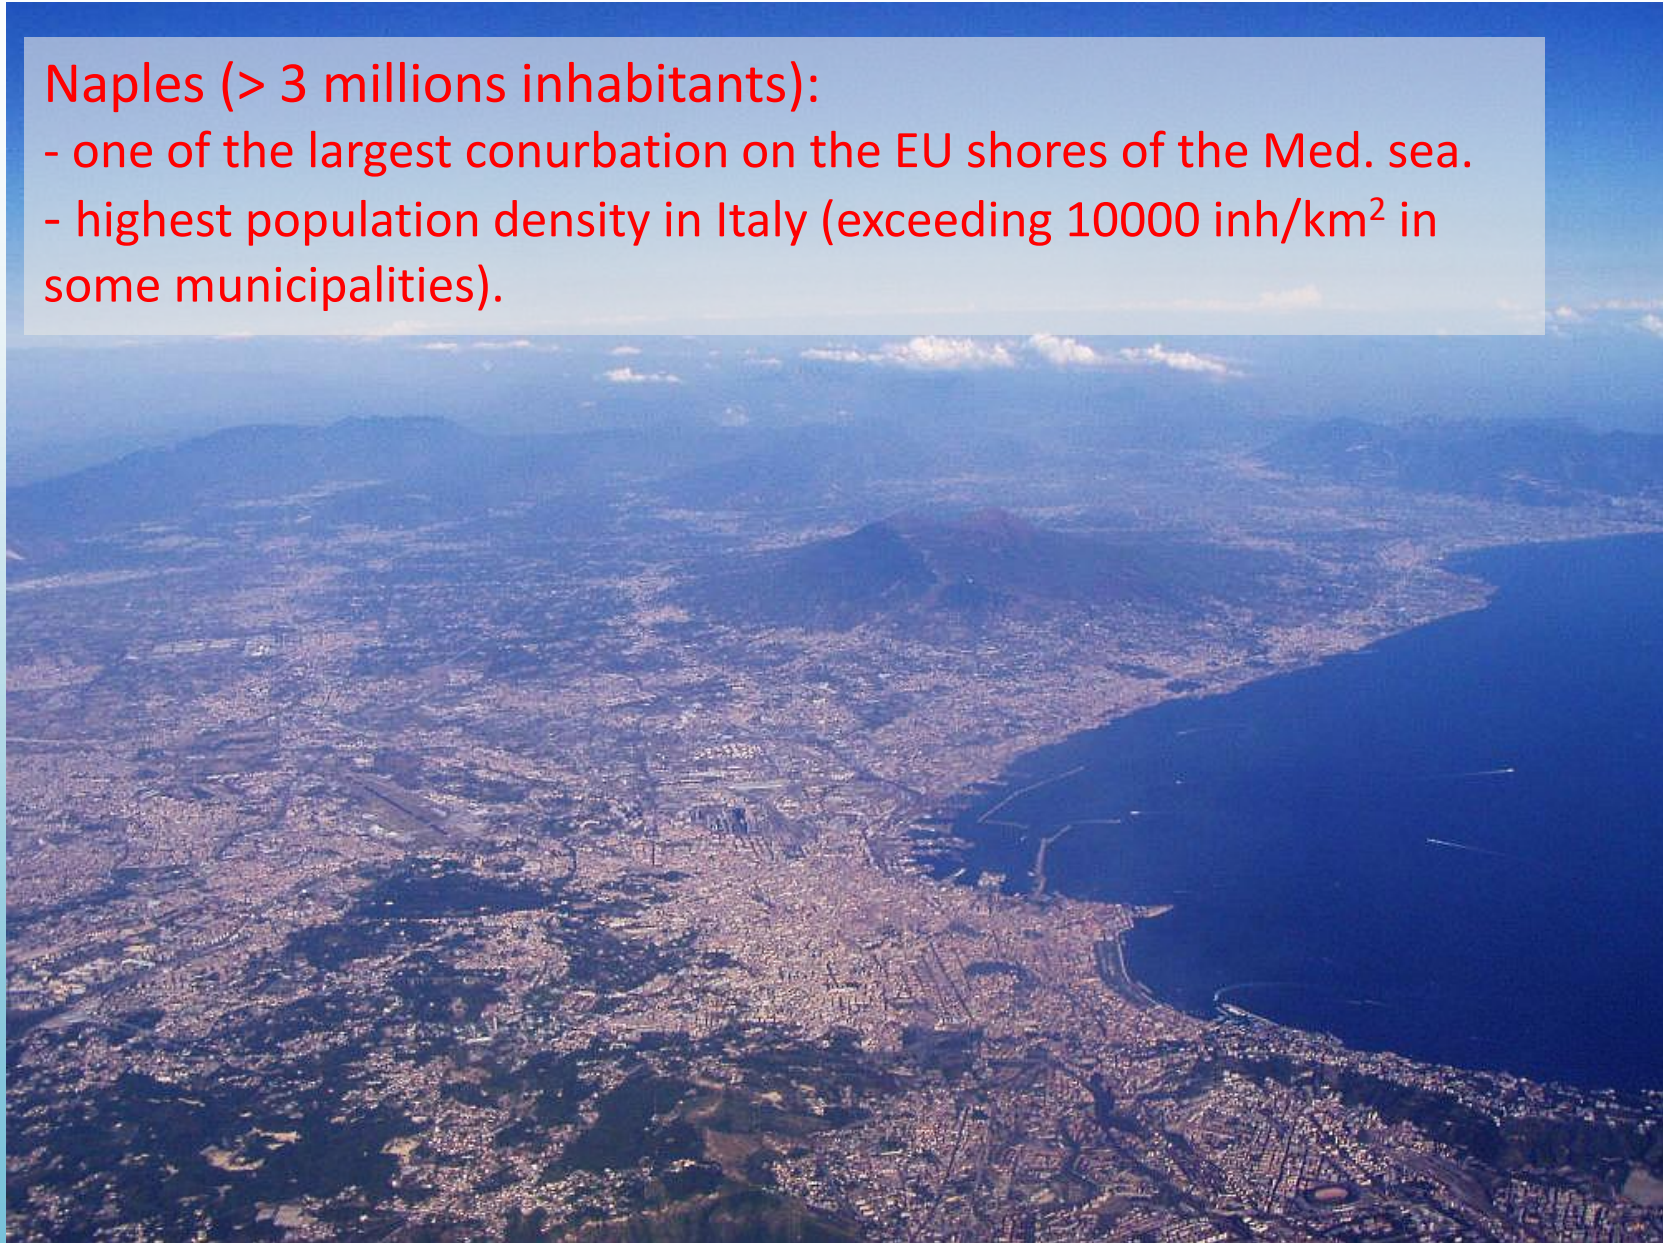 Naples (> 3 millions inhabitants):
- one of the largest conurbation on the EU shores of the Med. sea.
- highest population density in Italy (exceeding 10000 inh/km² in
some municipalities).